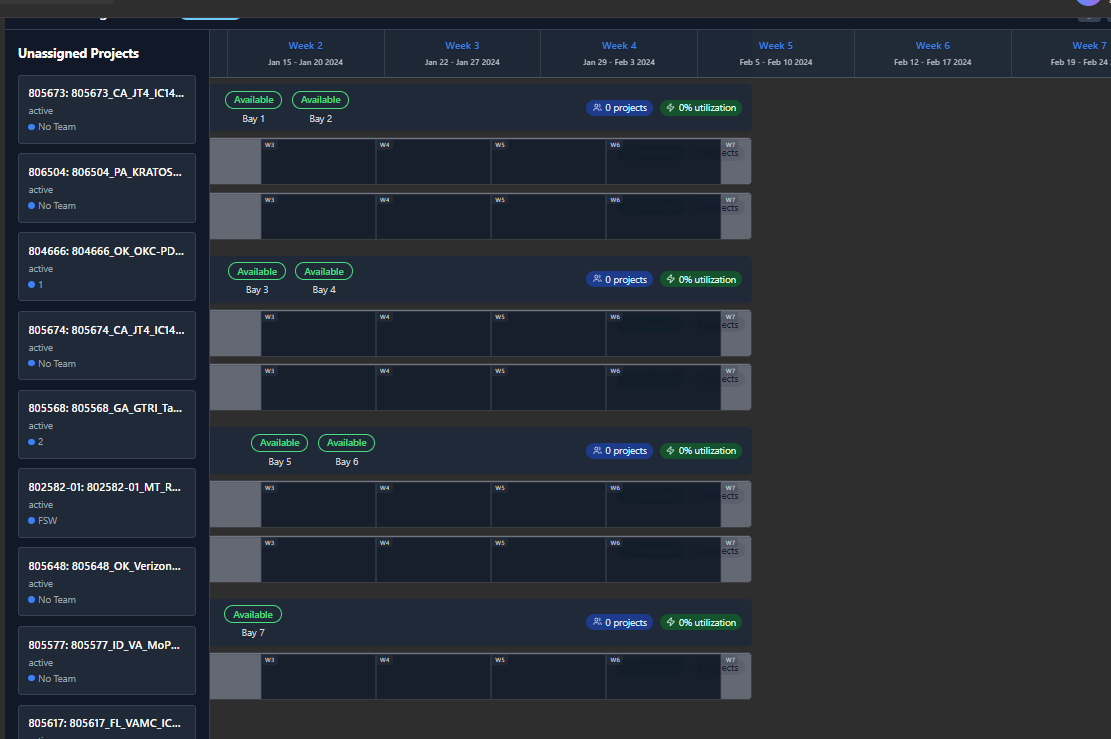 Unassigned Projects
805673: 805673_CA_JT4_IC14...
active
No Team
806504: 806504_PA_KRATOS...
active
No Team
804666: 804666_OK_OKC-PD...
active
1
805674: 805674_CA_JT4_IC14...
active
No Team
805568: 805568_GA_GTRI_Ta...
active
2
802582-01: 802582-01_MT_R...
active
FSW
805648: 805648_OK_Verizon...
active
No Team
805577: 805577_ID_VA_MoP...
active
No Team
805617: 805617_FL_VAMC_IC...
Week 2 Week 3 Week 4 Week 5 Week 6 Week 7
Jan 15 - Jan 20 2024 Jan 22 - Jan 27 2024 Jan 29 - Feb 3 2024 Feb 5 - Feb 10 2024 Feb 12 - Feb 17 2024 Feb 19 - Feb 24
Available Available 0 projects 0% utilization
Bay 1 Bay 2
W3 W4 W5 W6 W7
ects
W3 W4 W5 W6 W7
ects
Available Available 0 projects 0% utilization
Bay 3 Bay 4
W3 W4 W5 W6 W7
ects
W3 W4 W5 W6 W7
ects
Available Available 0 projects 0% utilization
Bay 5 Bay 6
W3 W4 W5 W6 W7
ects
W3 W4 W5 W6 W7
ects
Available 0 projects 0% utilization
Bay 7
W3 W4 W5 W6 W7
ects